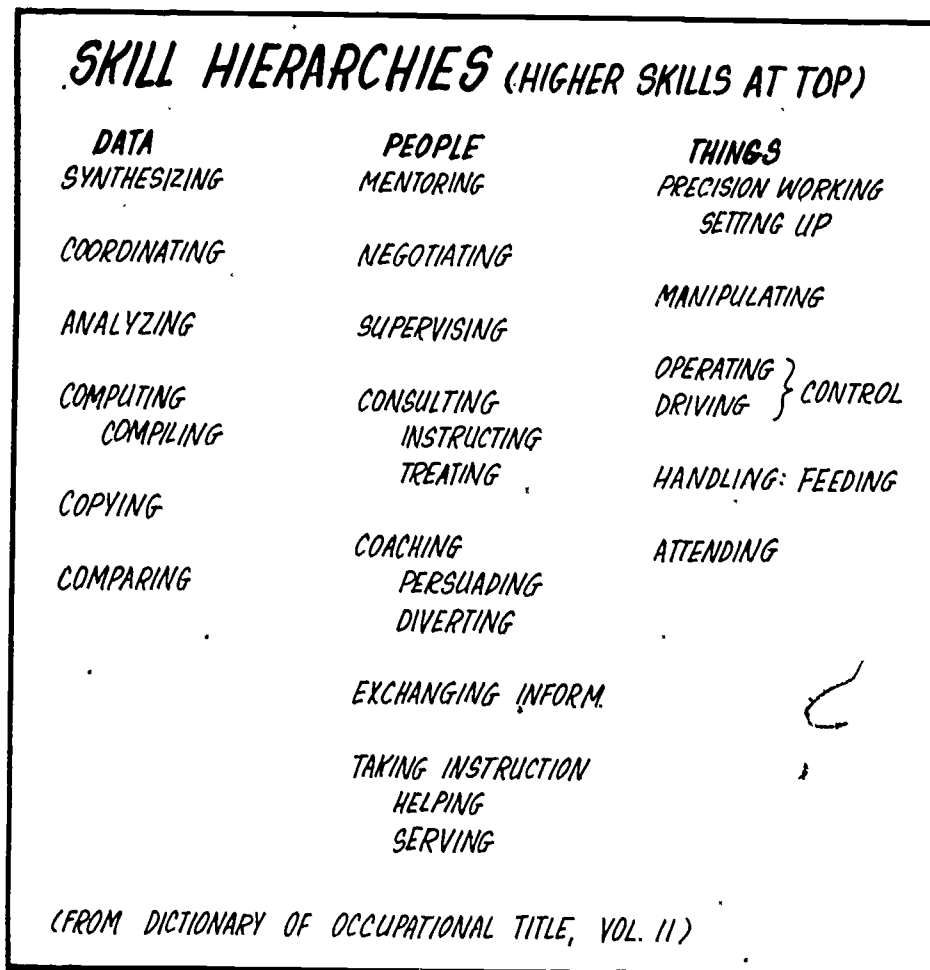 SKILL HIERARCHIES (HIGHER SKILLS AT TOP)
DATA
SYNTHESIZING
COORDINATING
ANALYZING
COMPUTING
COMPILING
COPYING
COMPARING
PEOPLE
MENTORING
NEGOTIATING
SUPERVISING
CONSULTING
INSTRUCTING
TREATING
COACHING
PERSUADING
DIVERTING
EXCHANGING INFORM.
TAKING INSTRUCTION
HELPING
SERVING
THINGS
PRECISION WORKING
SETTING UP
MANIPULATING
OPERATING
DRIVING } CONTROL
HANDLING: FEEDING
ATTENDING
(FROM DICTIONARY OF OCCUPATIONAL TITLE, VOL. II)